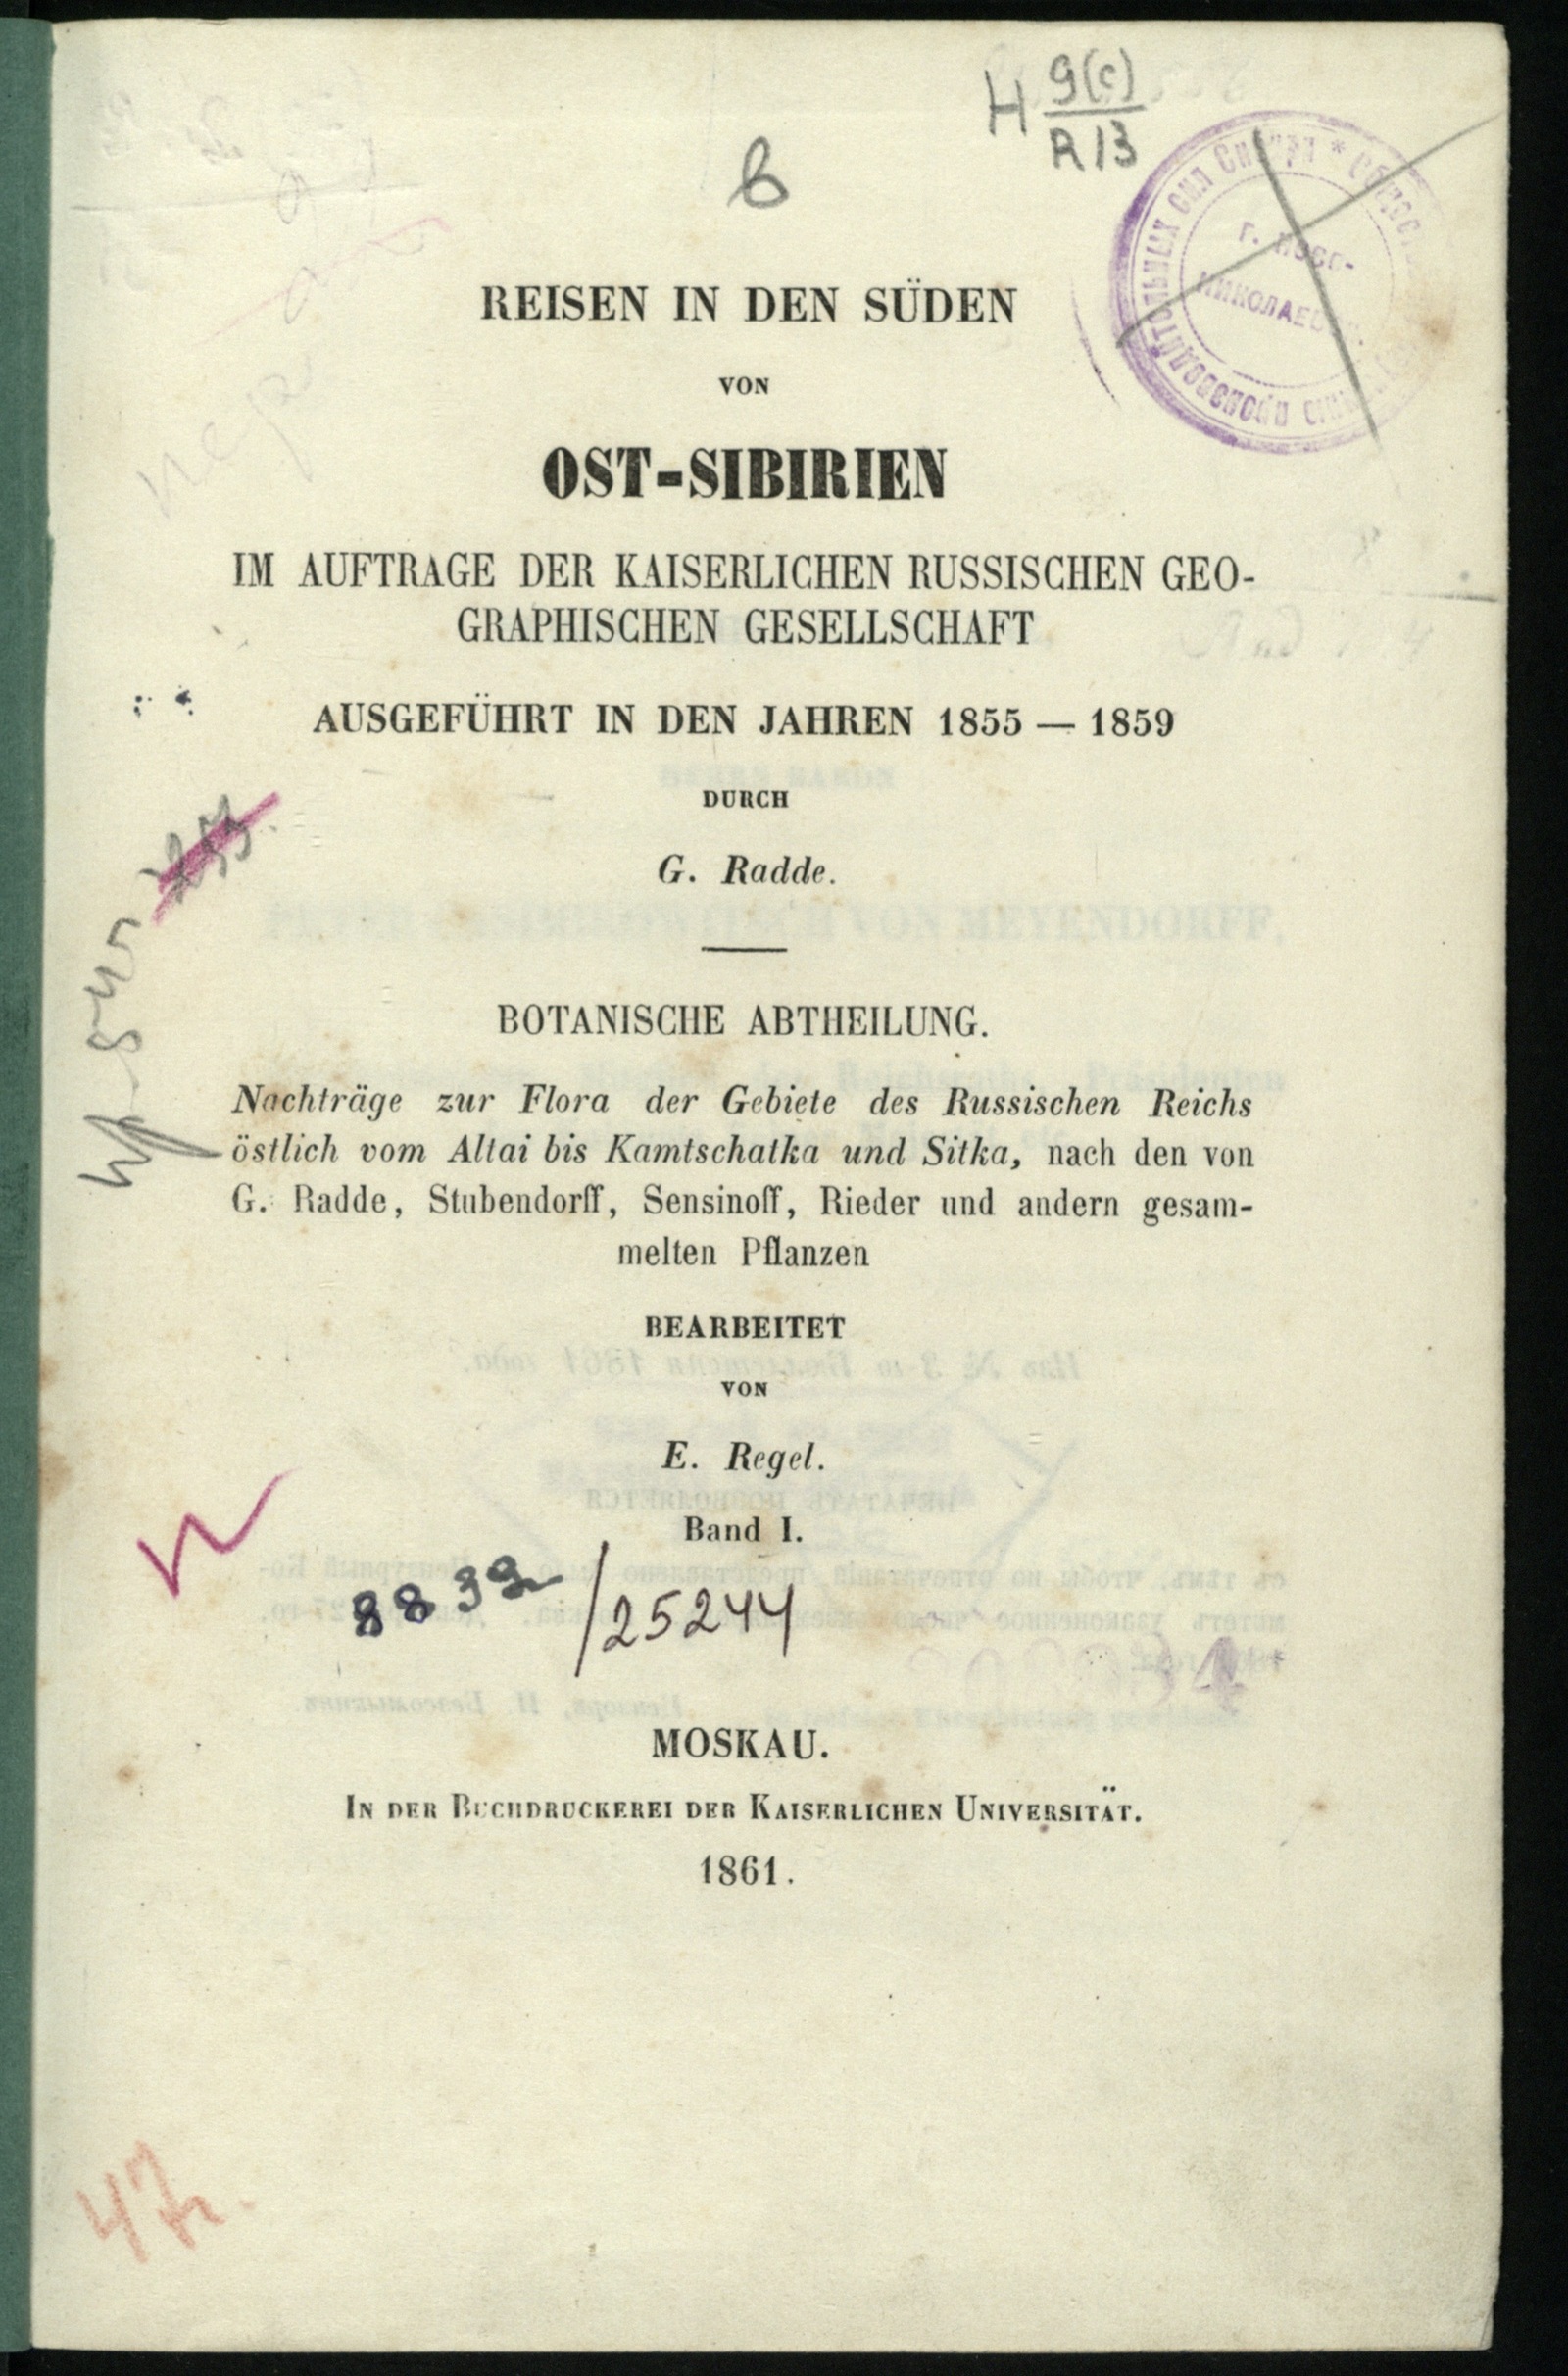 H 9(c)
R 13
в
REISEN IN DEN SÜDEN
VON
OST-SIBIRIEN
IM AUFTRAGE DER KAISERLICHEN RUSSISCHEN GEO-
GRAPHISCHEN GESELLSCHAFT
AUSGEFÜHRT IN DEN JAHREN 1855 — 1859
DURCH
G. Radde.
BOTANISCHE ABTHEILUNG.
Nachträge zur Flora der Gebiete des Russischen Reichs
östlich vom Altai bis Kamtschatka und Sitka, nach den von
G. Radde, Stubendorff, Sensinoff, Rieder und andern gesam-
melten Pflanzen
BEARBEITET
VON
E. Regel.
Band I.
8839
/25244
MOSKAU.
IN DER BUCHDRUCKEREI DER KAISERLICHEN UNIVERSITÄT.
1861.